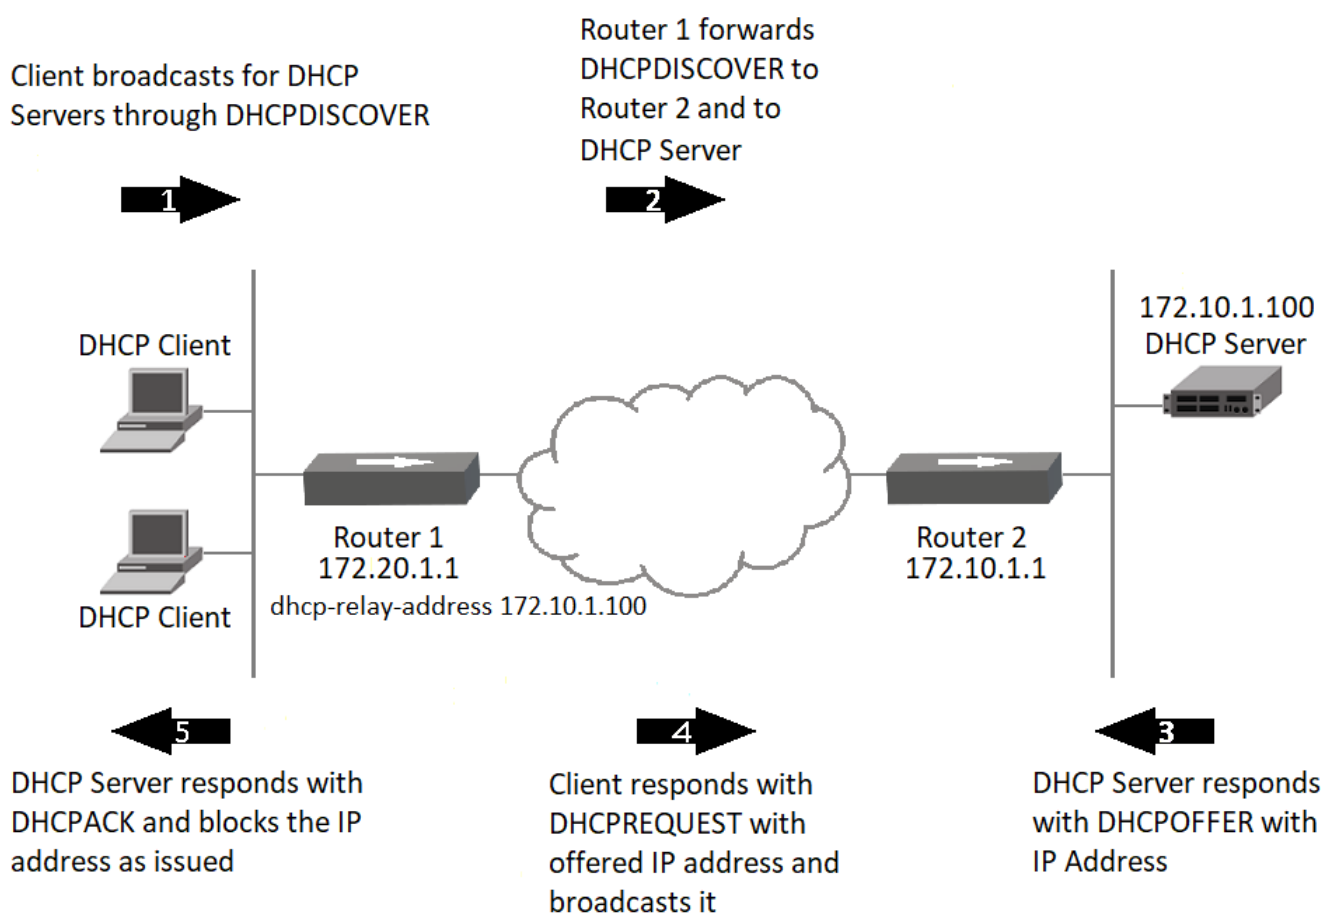 Client broadcasts for DHCP
Servers through DHCPDISCOVER
1
Router 1 forwards
DHCPDISCOVER to
Router 2 and to
DHCP Server
2
DHCP Client
DHCP Client
Router 1
172.20.1.1
dhcp-relay-address 172.10.1.100
Router 2
172.10.1.1
172.10.1.100
DHCP Server
5
DHCP Server responds with
DHCPACK and blocks the IP
address as issued
4
Client responds with
DHCPREQUEST with
offered IP address and
broadcasts it
3
DHCP Server responds
with DHCPOFFER with
IP Address